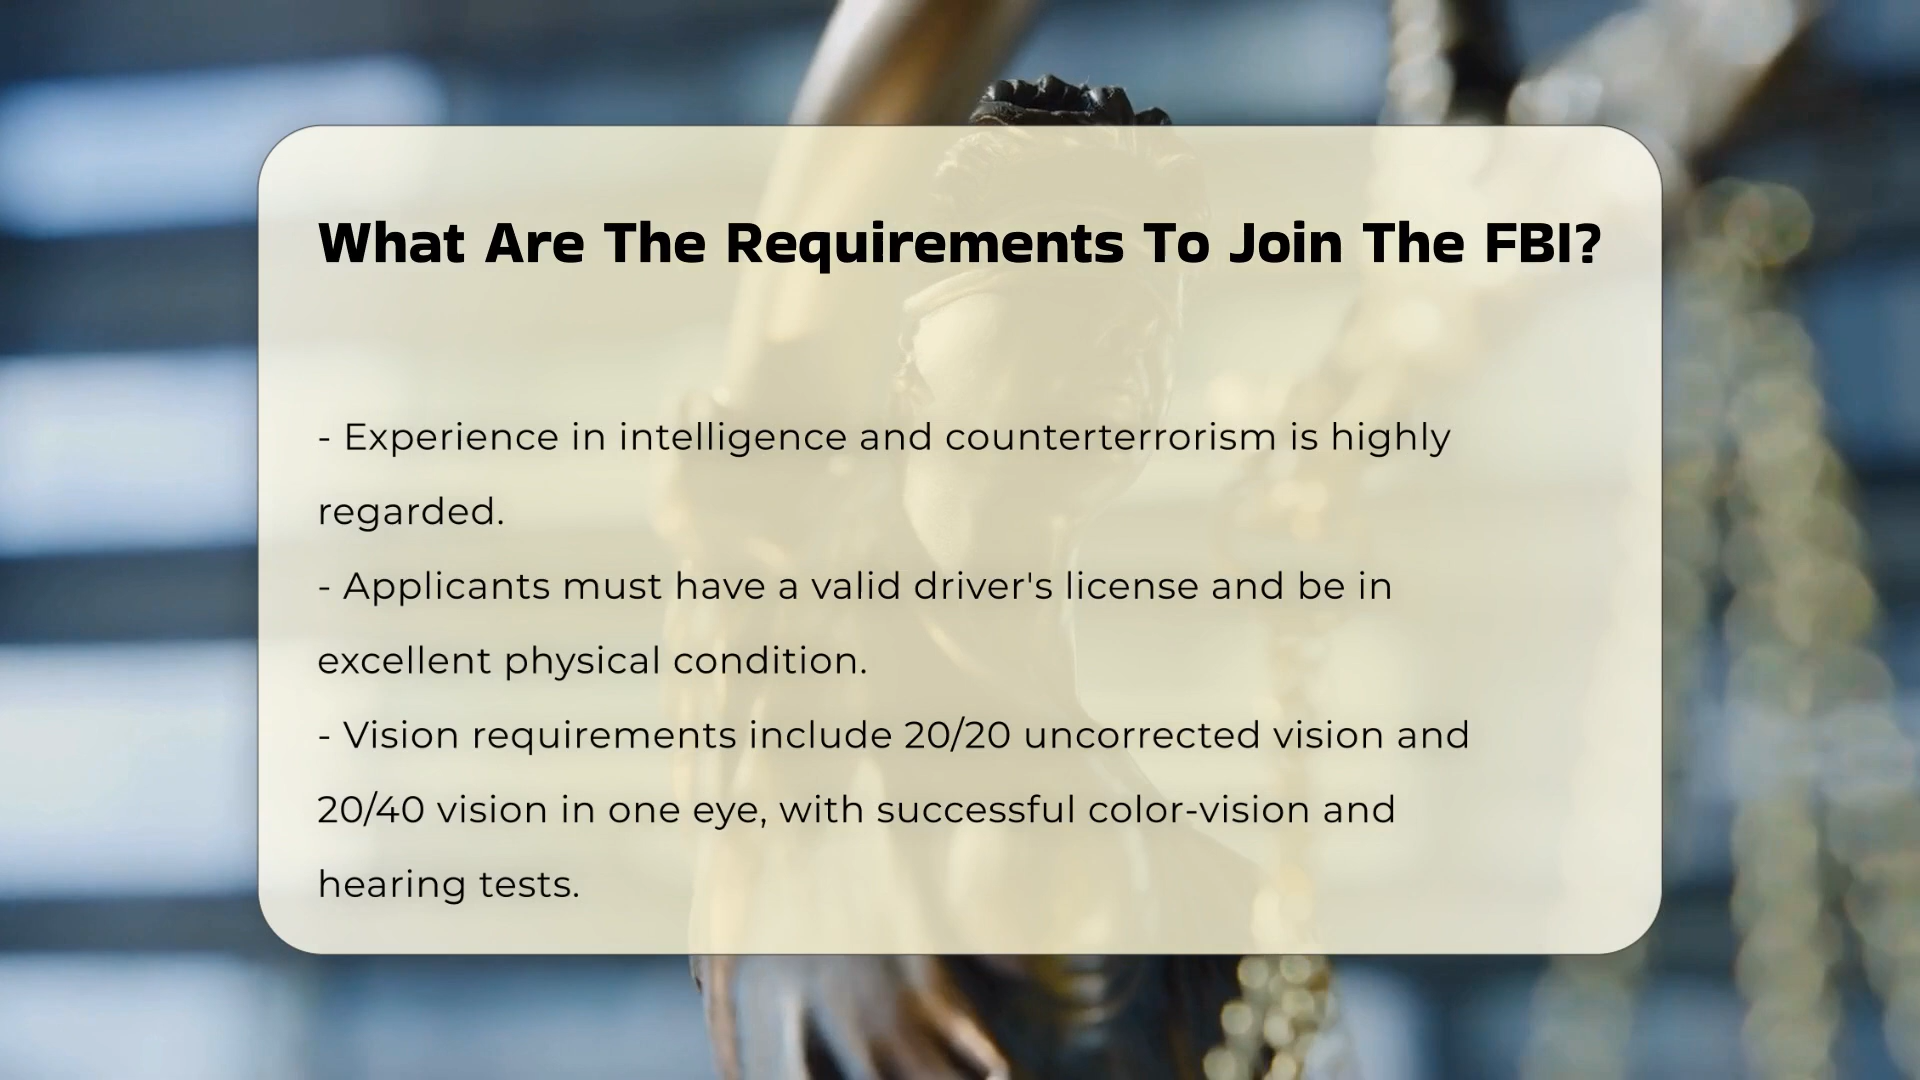 What Are The Requirements To Join The FBI?
- Experience in intelligence and counterterrorism is highly
regarded.
- Applicants must have a valid driver's license and be in
excellent physical condition.
- Vision requirements include 20/20 uncorrected vision and
20/40 vision in one eye, with successful color-vision and
hearing tests.